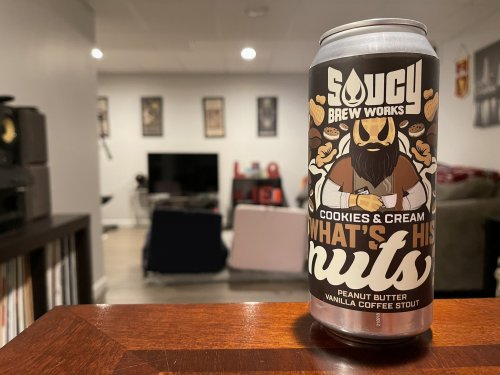 SAUCY
BREW WORKS
COOKIES & CREAM
WHAT'S HIS
nuts
PEANUT BUTTER
VANILLA COFFEE STOUT